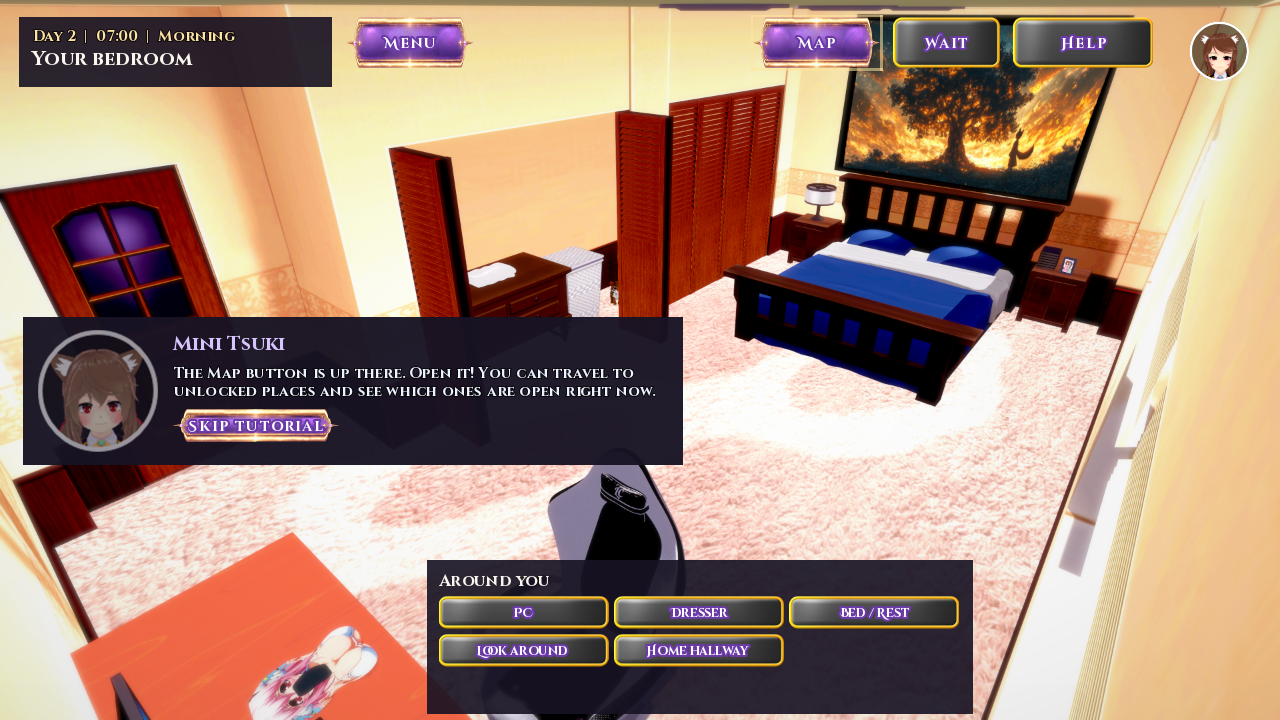 Day 2 | 07:00 | Morning
Your bedroom
Menu
Map
Wait
Help
Mini Tsuki
The Map button is up there. Open it! You can travel to
unlocked places and see which ones are open right now.
Skip tutorial
Around you
PC
Dresser
Bed / Rest
Look around
Home hallway